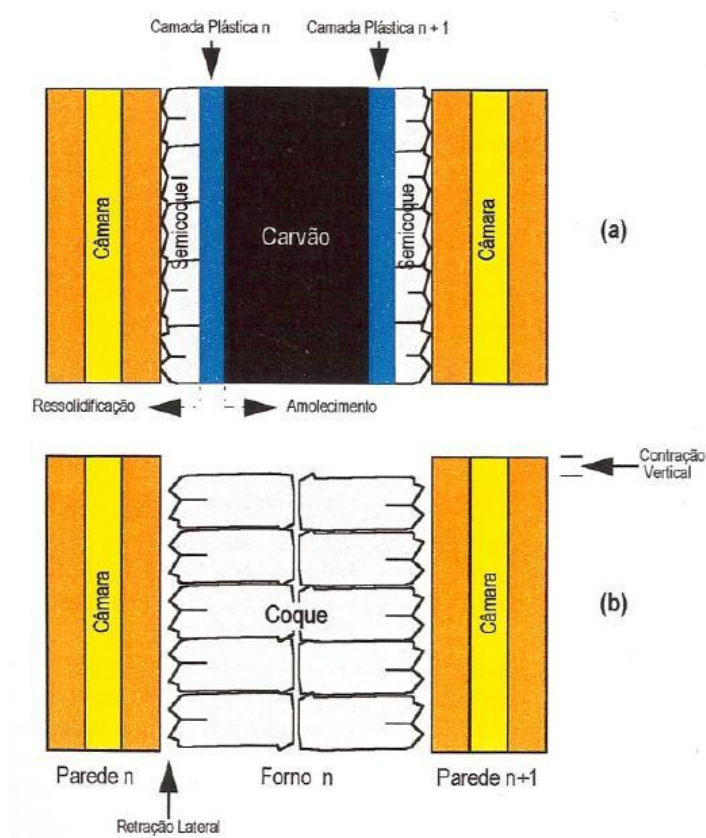 Camada Plástica n
Camada Plástica n + 1
Câmara
Semicoque
Carvão
Semicoque
Câmara
(a)
Ressolidificação
Amolecimento
Contração
Vertical
Câmara
Coque
Câmara
(b)
Parede n
Forno n
Parede n+1
Retração Lateral